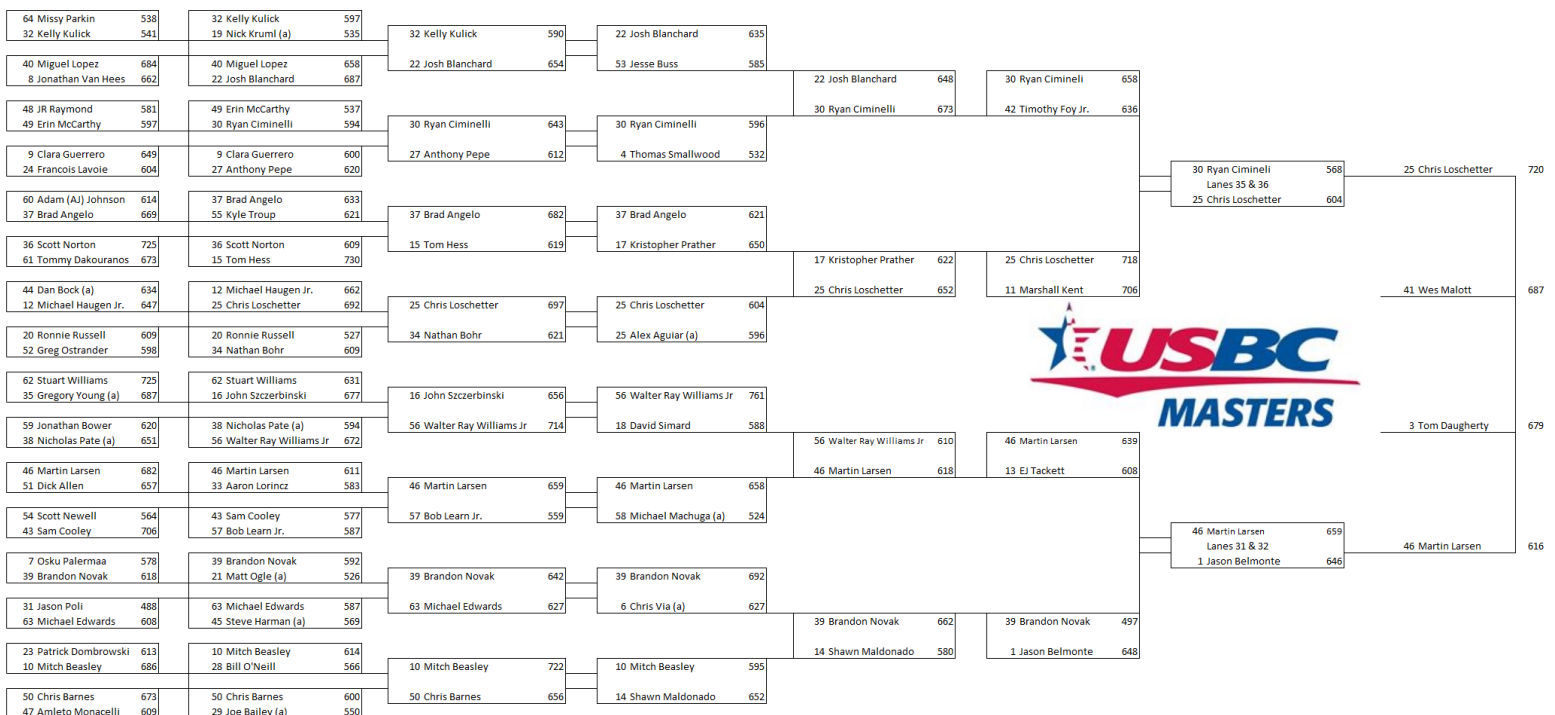 64 Missy Parkin 538
32 Kelly Kulick 541
40 Miguel Lopez 684
8 Jonathan Van Hees 662
48 JR Raymond 581
49 Erin McCarthy 597
9 Clara Guerrero 649
24 Francois Lavoie 604
60 Adam (AJ) Johnson 614
37 Brad Angelo 669
36 Scott Norton 725
61 Tommy Dakouranos 673
44 Dan Bock (a) 634
12 Michael Haugen Jr. 647
20 Ronnie Russell 609
52 Greg Ostrander 598
62 Stuart Williams 725
35 Gregory Young (a) 687
59 Jonathan Bower 620
38 Nicholas Pate (a) 651
46 Martin Larsen 682
51 Dick Allen 657
54 Scott Newell 564
43 Sam Cooley 706
7 Osku Palermaa 578
39 Brandon Novak 618
31 Jason Poli 488
63 Michael Edwards 608
23 Patrick Dombrowski 613
10 Mitch Beasley 686
50 Chris Barnes 673
47 Amleto Monacelli 609
32 Kelly Kulick 597
19 Nick Kruml (a) 535
40 Miguel Lopez 658
22 Josh Blanchard 687
49 Erin McCarthy 537
30 Ryan Ciminelli 594
9 Clara Guerrero 600
27 Anthony Pepe 620
37 Brad Angelo 633
55 Kyle Troup 621
36 Scott Norton 609
15 Tom Hess 730
12 Michael Haugen Jr. 662
25 Chris Loschetter 692
20 Ronnie Russell 527
34 Nathan Bohr 609
62 Stuart Williams 631
16 John Szczerbinski 677
38 Nicholas Pate (a) 594
56 Walter Ray Williams Jr 672
46 Martin Larsen 611
33 Aaron Lorincz 583
43 Sam Cooley 577
57 Bob Learn Jr. 587
39 Brandon Novak 592
21 Matt Ogle (a) 526
63 Michael Edwards 587
45 Steve Harman (a) 569
10 Mitch Beasley 614
28 Bill O'Neill 566
50 Chris Barnes 600
29 Joe Bailey (a) 550
32 Kelly Kulick 590
22 Josh Blanchard 654
30 Ryan Ciminelli 643
27 Anthony Pepe 612
37 Brad Angelo 682
15 Tom Hess 619
25 Chris Loschetter 697
34 Nathan Bohr 621
16 John Szczerbinski 656
56 Walter Ray Williams Jr 714
46 Martin Larsen 659
57 Bob Learn Jr. 559
39 Brandon Novak 642
63 Michael Edwards 627
10 Mitch Beasley 722
50 Chris Barnes 656
22 Josh Blanchard 635
53 Jesse Buss 585
30 Ryan Ciminelli 596
4 Thomas Smallwood 532
37 Brad Angelo 621
17 Kristopher Prather 650
25 Chris Loschetter 604
25 Alex Aguiar (a) 596
56 Walter Ray Williams Jr 761
18 David Simard 588
46 Martin Larsen 658
58 Michael Machuga (a) 524
39 Brandon Novak 692
6 Chris Via (a) 627
10 Mitch Beasley 595
14 Shawn Maldonado 652
22 Josh Blanchard 648
30 Ryan Ciminelli 673
17 Kristopher Prather 622
25 Chris Loschetter 652
56 Walter Ray Williams Jr 610
46 Martin Larsen 618
39 Brandon Novak 662
14 Shawn Maldonado 580
30 Ryan Cimineli 658
42 Timothy Foy Jr. 636
25 Chris Loschetter 718
11 Marshall Kent 706
46 Martin Larsen 639
13 EJ Tackett 608
39 Brandon Novak 497
1 Jason Belmonte 648
30 Ryan Cimineli 568
Lanes 35 & 36
25 Chris Loschetter 604
USBC
MASTERS
46 Martin Larsen 659
Lanes 31 & 32
1 Jason Belmonte 646
25 Chris Loschetter 720
41 Wes Malott 687
3 Tom Daugherty 679
46 Martin Larsen 616